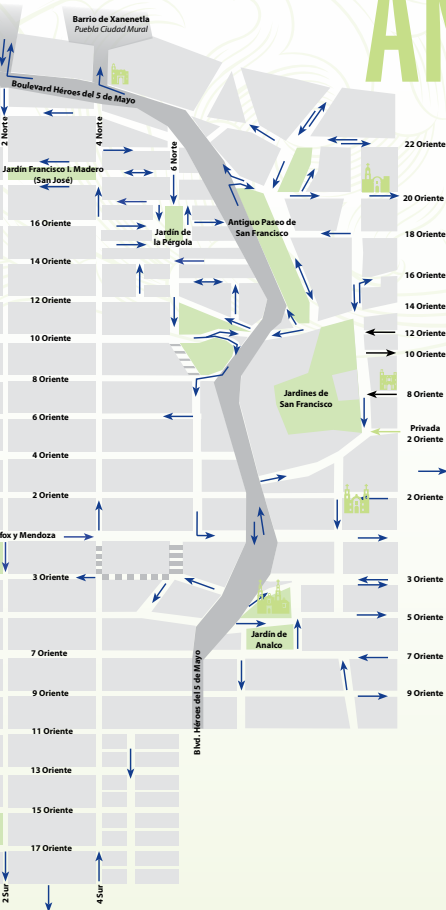 AN
Barrio de Xanenetla
Puebla Ciudad Mural
Boulevard Héroes del 5 de Mayo
2 Norte
4 Norte
6 Norte
22 Oriente
Jardín Francisco I. Madero
(San José)
20 Oriente
16 Oriente
Jardín de
la Pérgola
Antiguo Paseo de
San Francisco
18 Oriente
14 Oriente
16 Oriente
12 Oriente
14 Oriente
10 Oriente
12 Oriente
10 Oriente
8 Oriente
Jardines de
San Francisco
8 Oriente
6 Oriente
Privada
2 Oriente
4 Oriente
2 Oriente
2 Oriente
fox y Mendoza
3 Oriente
3 Oriente
5 Oriente
Jardín de
Analco
7 Oriente
7 Oriente
Blvd. Héroes del 5 de Mayo
9 Oriente
9 Oriente
11 Oriente
13 Oriente
15 Oriente
17 Oriente
2 Sur
4 Sur